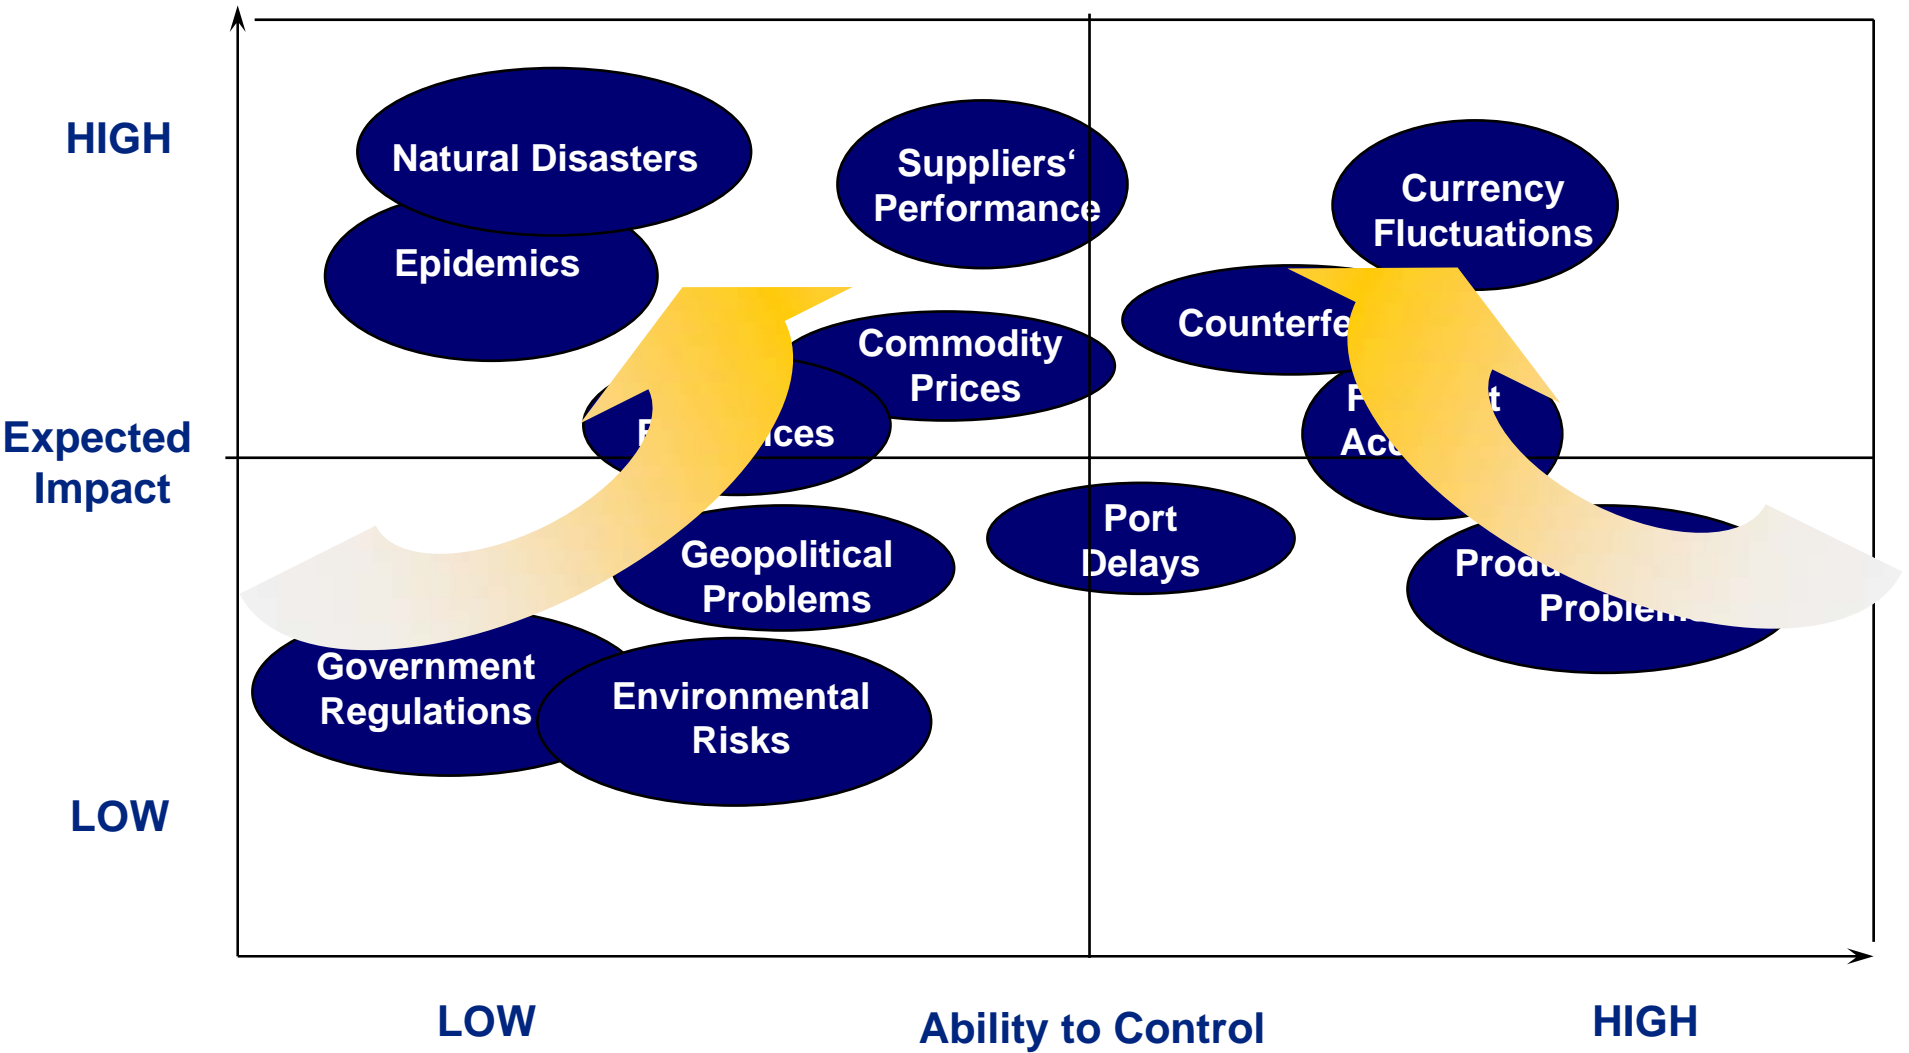 HIGH
Natural Disasters
Suppliers‘
Performance
Currency
Fluctuations
Epidemics
Commodity
Prices
Expected
Impact
Port
Delays
Geopolitical
Problems
Government
Regulations
Environmental
Risks
LOW
LOW
Ability to Control
HIGH